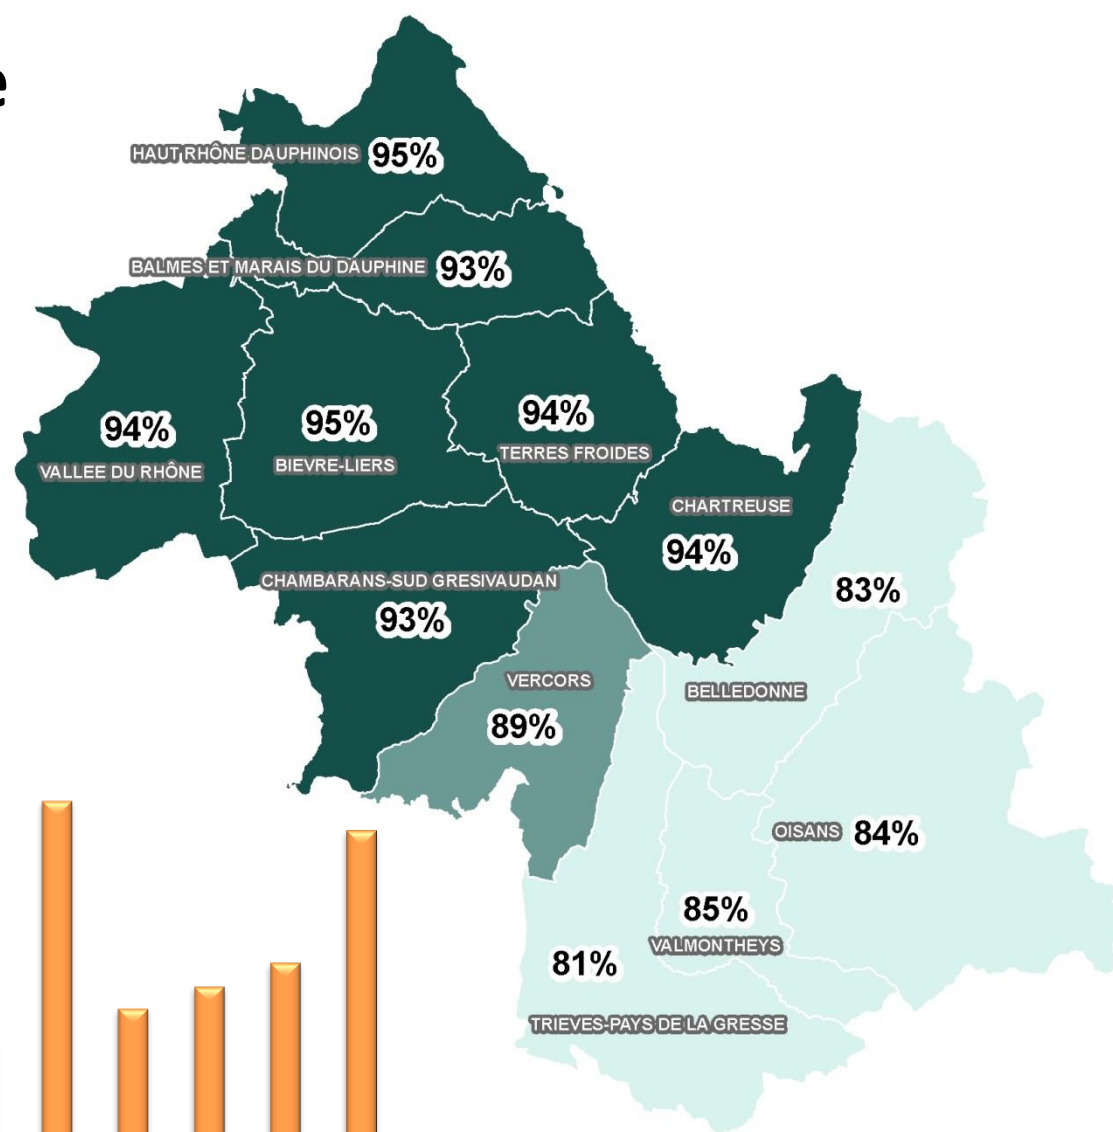 e
HAUT RHÔNE DAUPHINOIS 95%
BALMES ET MARAIS DU DAUPHINE 93%
94%
VALLEE DU RHÔNE
95%
BIEVRE-LIERS
94%
TERRES FROIDES
CHARTREUSE
94%
CHAMBARANS-SUD GRESIVAUDAN
93%
83%
BELLEDONNE
VERCORS
89%
OISANS 84%
85%
VALMONTHEYS
81%
TRIEVES-PAYS DE LA GRESSE